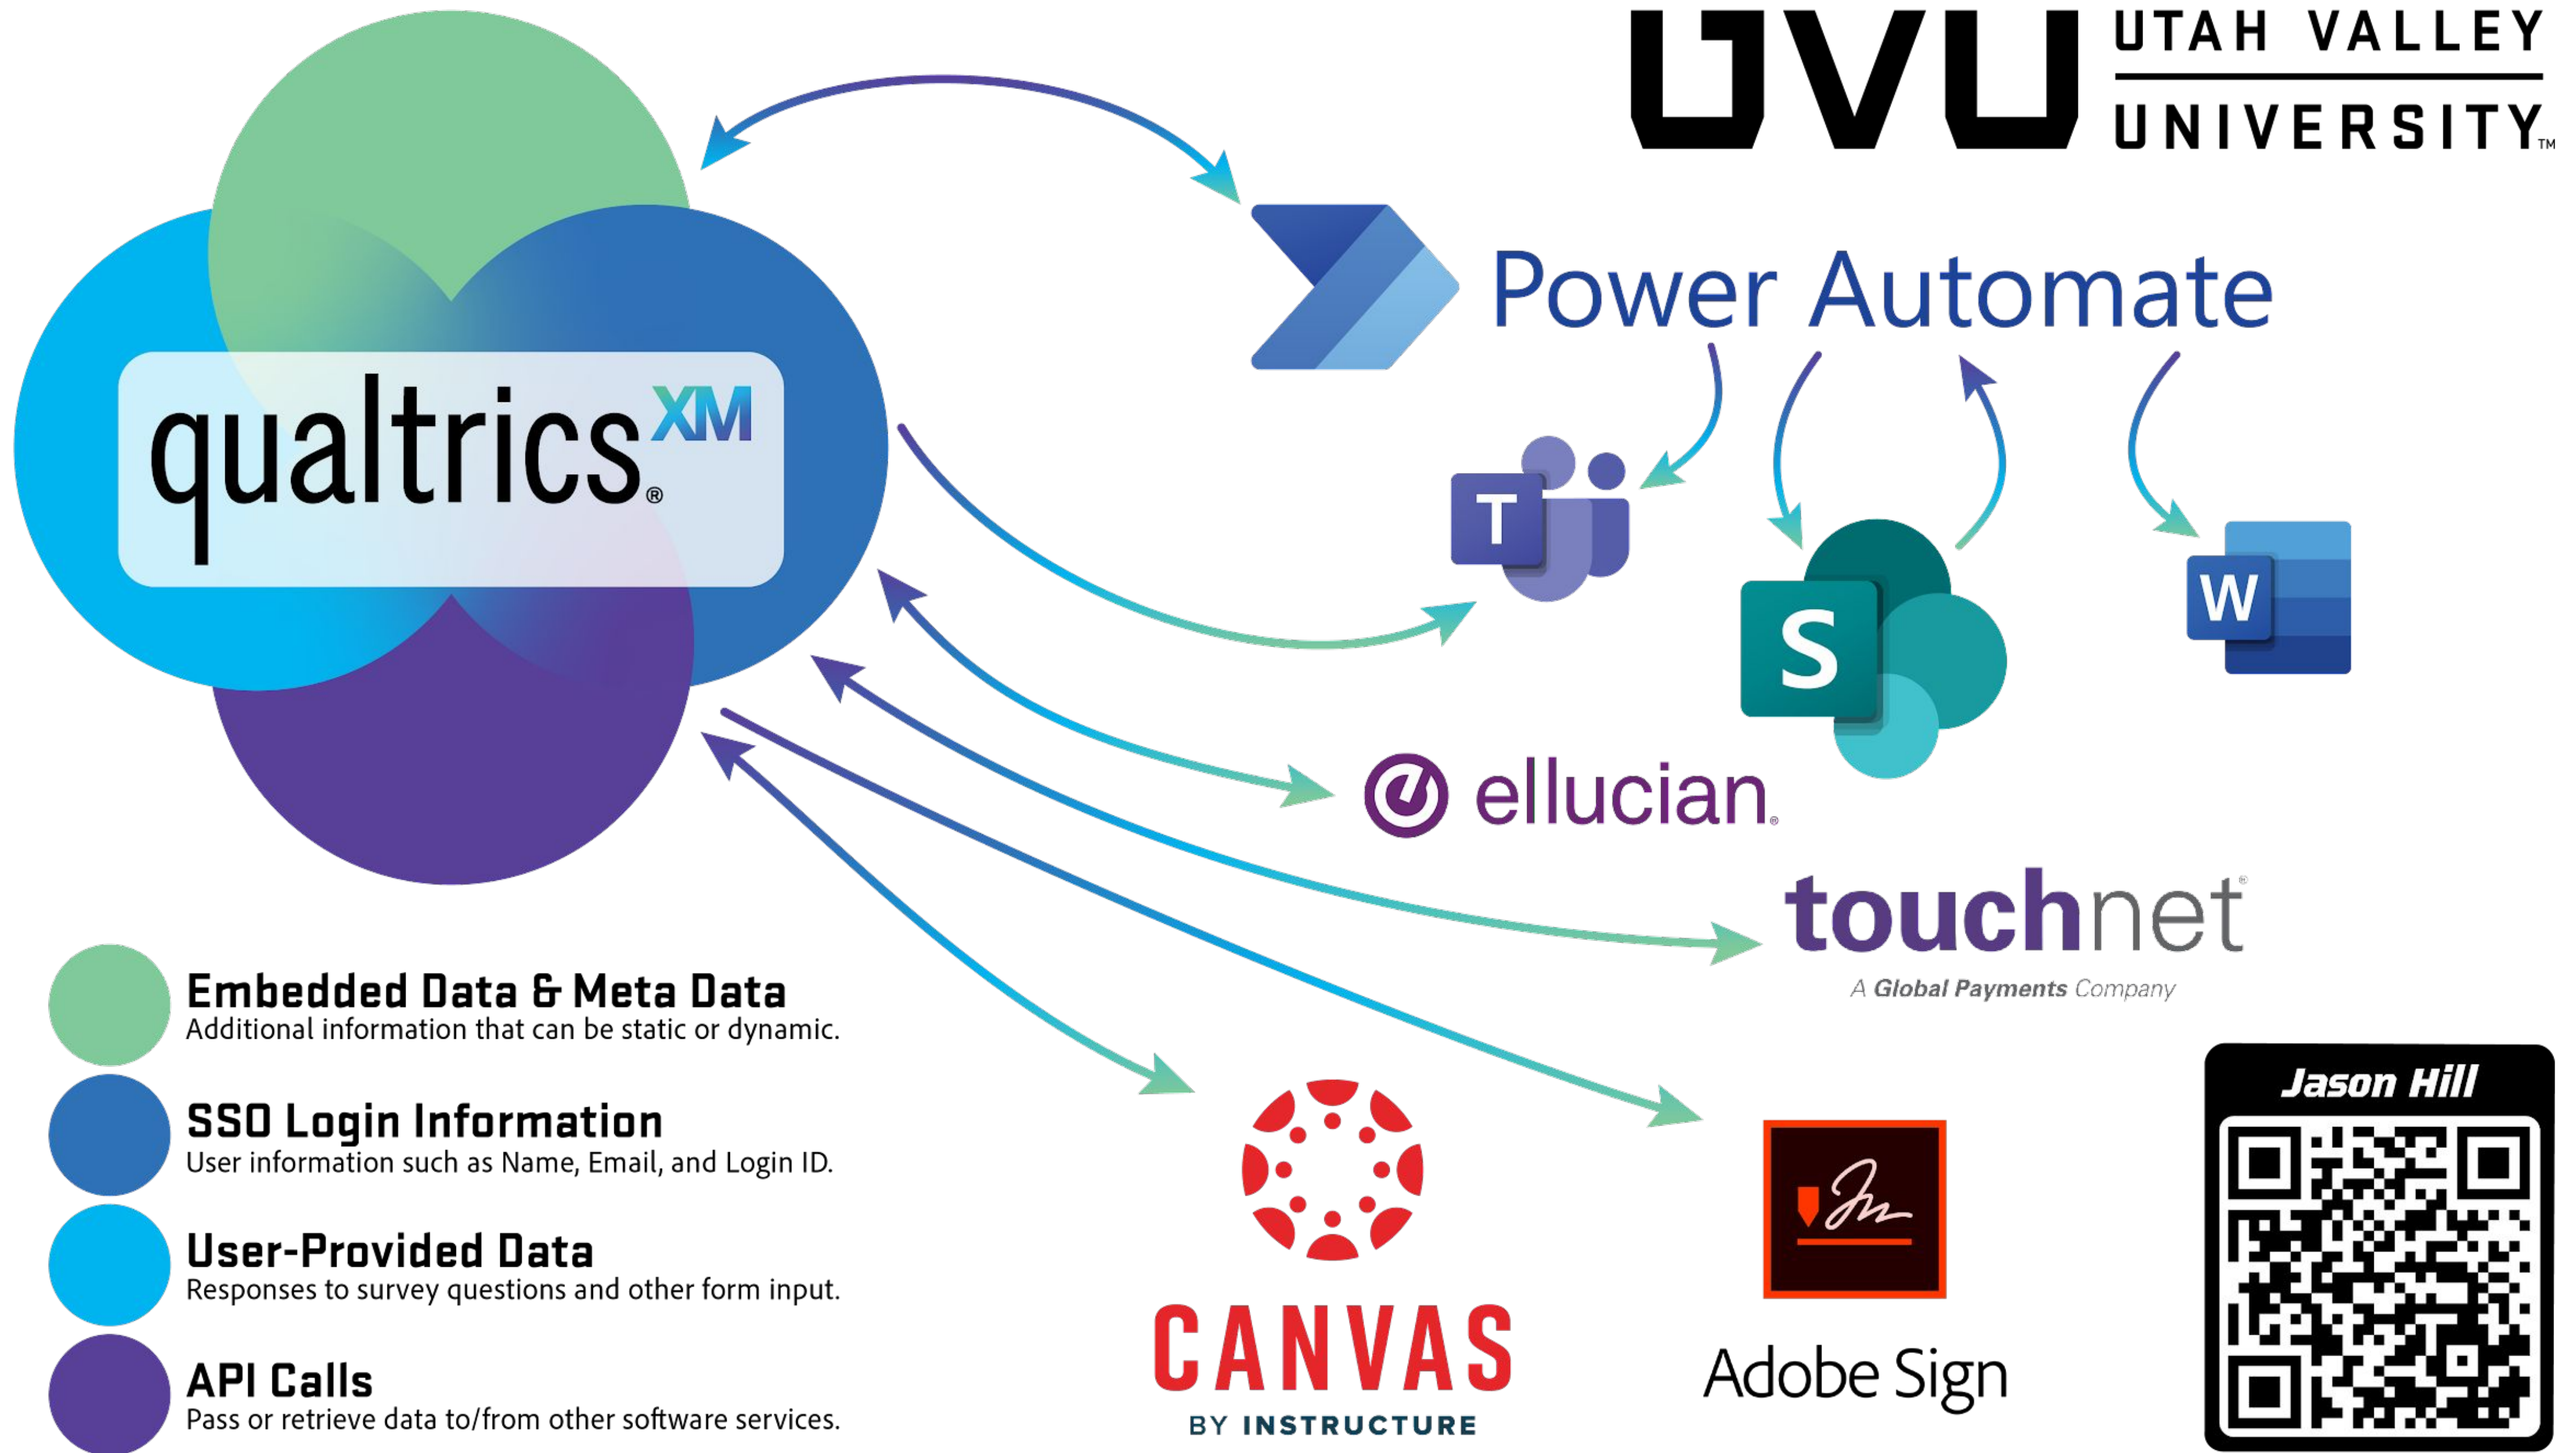 UVU UTAH VALLEY
UNIVERSITY™
qualtrics.XM®
Power Automate
T
S
W
ellucian®
touchnet®
A Global Payments Company
Embedded Data & Meta Data
Additional information that can be static or dynamic.
SSO Login Information
User information such as Name, Email, and Login ID.
User-Provided Data
Responses to survey questions and other form input.
API Calls
Pass or retrieve data to/from other software services.
CANVAS
BY INSTRUCTURE
Adobe Sign
Jason Hill